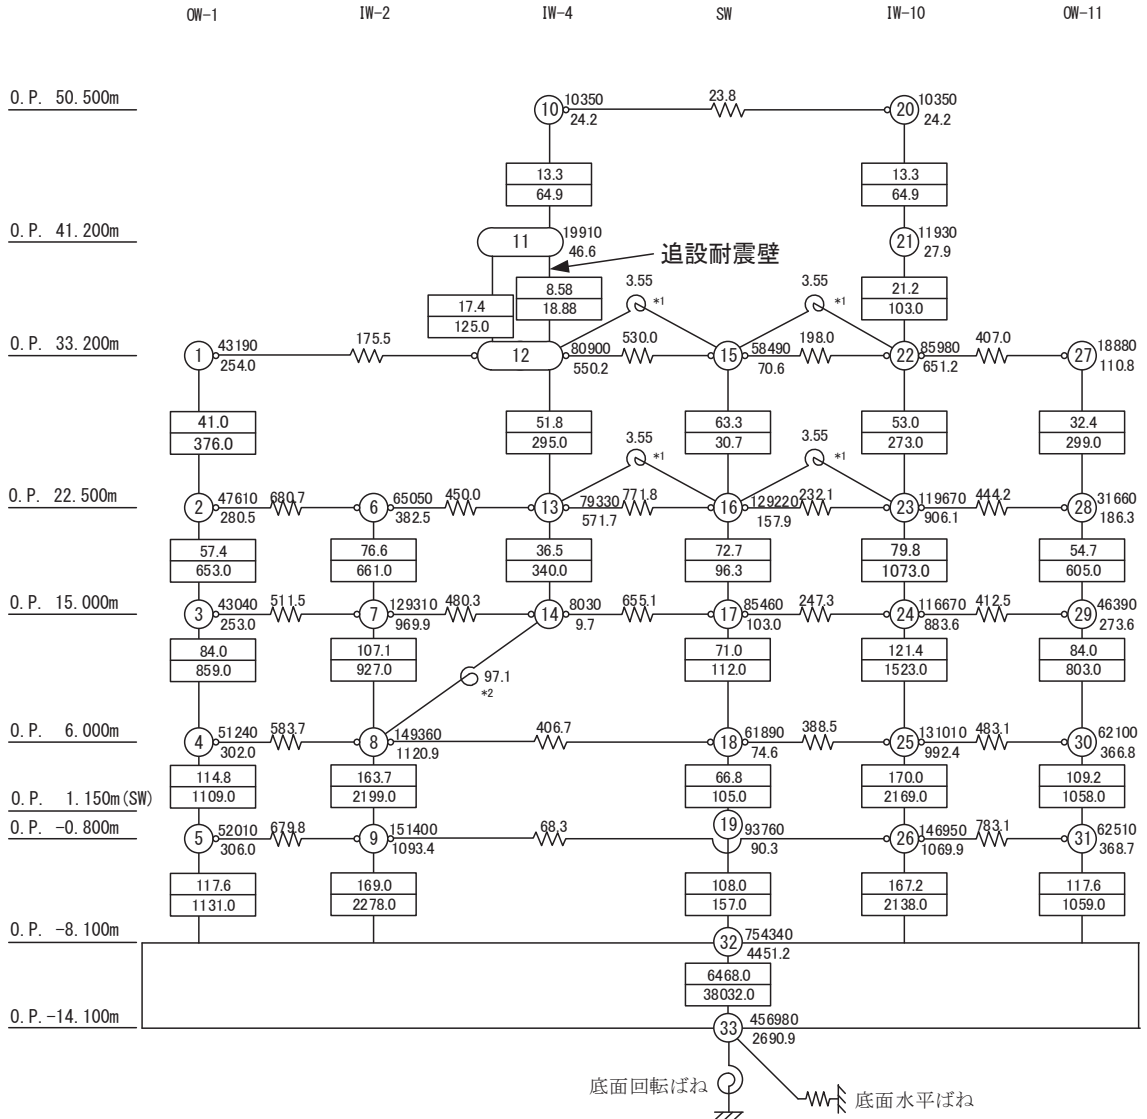 OW-1 IW-2 IW-4 SW IW-10 OW-11
O.P. 50.500m 10 10350 23.8 20 10350
24.2 24.2
13.3 13.3
64.9 64.9
O.P. 41.200m 11 19910 21 11930
46.6 27.9
追設耐震壁
17.4 8.58 3.55 3.55 21.2
125.0 18.88 *1 *1 103.0
O.P. 33.200m 1 43190 175.5 12 80900 530.0 15 58490 198.0 22 85980 407.0 27 18880
254.0 550.2 70.6 651.2 110.8
41.0 51.8 63.3 53.0 32.4
376.0 295.0 30.7 273.0 299.0
3.55 3.55
*1 *1
O.P. 22.500m 2 47610 680.7 6 65050 450.0 13 79330 771.8 16 129220 232.1 23 119670 444.2 28 31660
280.5 382.5 571.7 157.9 906.1 186.3
57.4 76.6 36.5 72.7 79.8 54.7
653.0 661.0 340.0 96.3 1073.0 605.0
O.P. 15.000m 3 43040 511.5 7 129310 480.3 14 8030 655.1 17 85460 247.3 24 116670 412.5 29 46390
253.0 969.9 9.7 103.0 883.6 273.6
84.0 107.1 71.0 121.4 84.0
859.0 927.0 112.0 1523.0 803.0
97.1
*2
O.P. 6.000m 4 51240 583.7 8 149360 406.7 18 61890 388.5 25 131010 483.1 30 62100
302.0 1120.9 74.6 992.4 366.8
114.8 163.7 66.8 170.0 109.2
1109.0 2199.0 105.0 2169.0 1058.0
O.P. 1.150m(SW)
O.P. -0.800m 5 52010 679.8 9 151400 68.3 19 93760 26 146950 783.1 31 62510
306.0 1093.4 90.3 1069.9 368.7
117.6 169.0 108.0 167.2 117.6
1131.0 2278.0 157.0 2138.0 1059.0
O.P. -8.100m 32 754340
4451.2
6468.0
38032.0
O.P.-14.100m 33 456980
2690.9
底面回転ばね 底面水平ばね